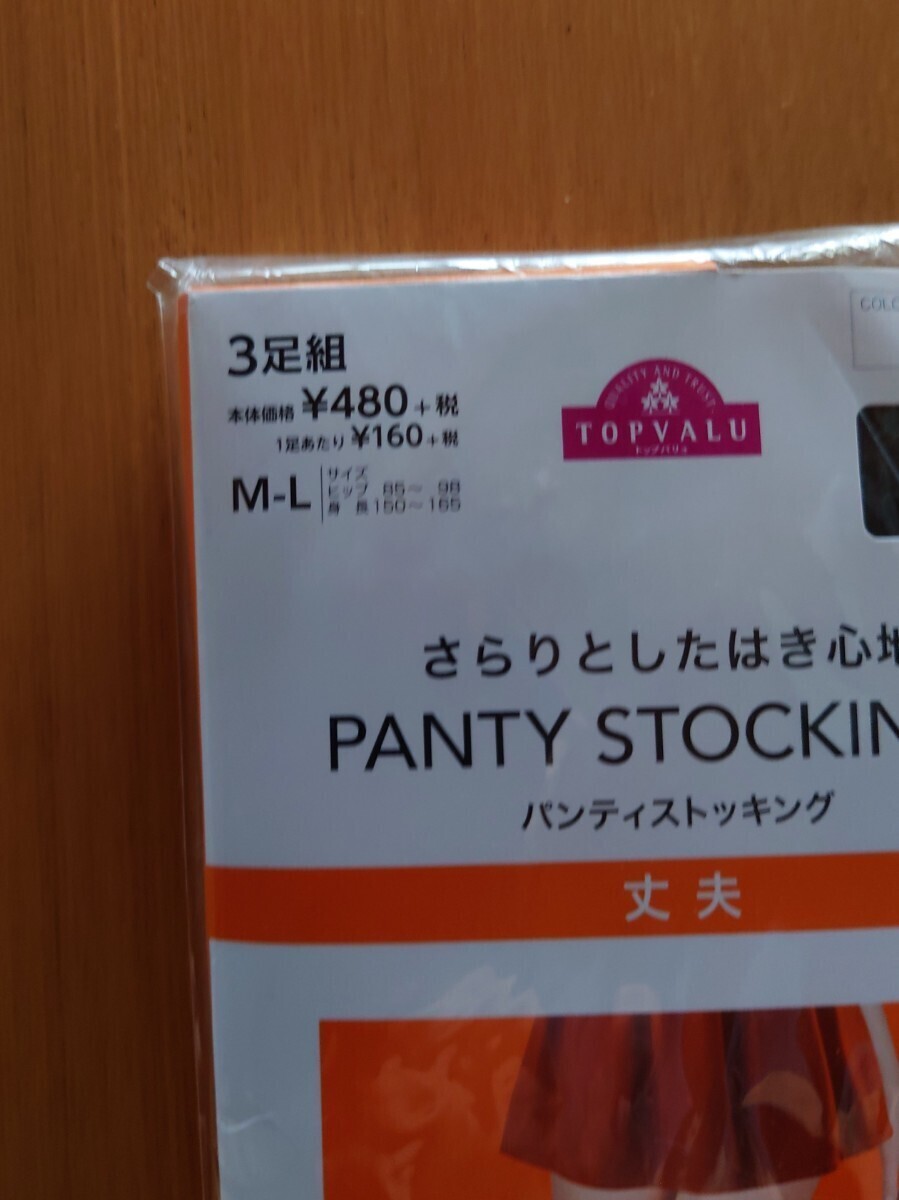 3足組
本体価格 ¥480+税
1足あたり ¥160+税
M-L
サイズ
ヒップ 85～98
身長 150～165
QUALITY AND TRUST
TOPVALU
トップバリュ
さらりとしたはき心地
PANTY STOCKIN
パンティストッキング
丈夫